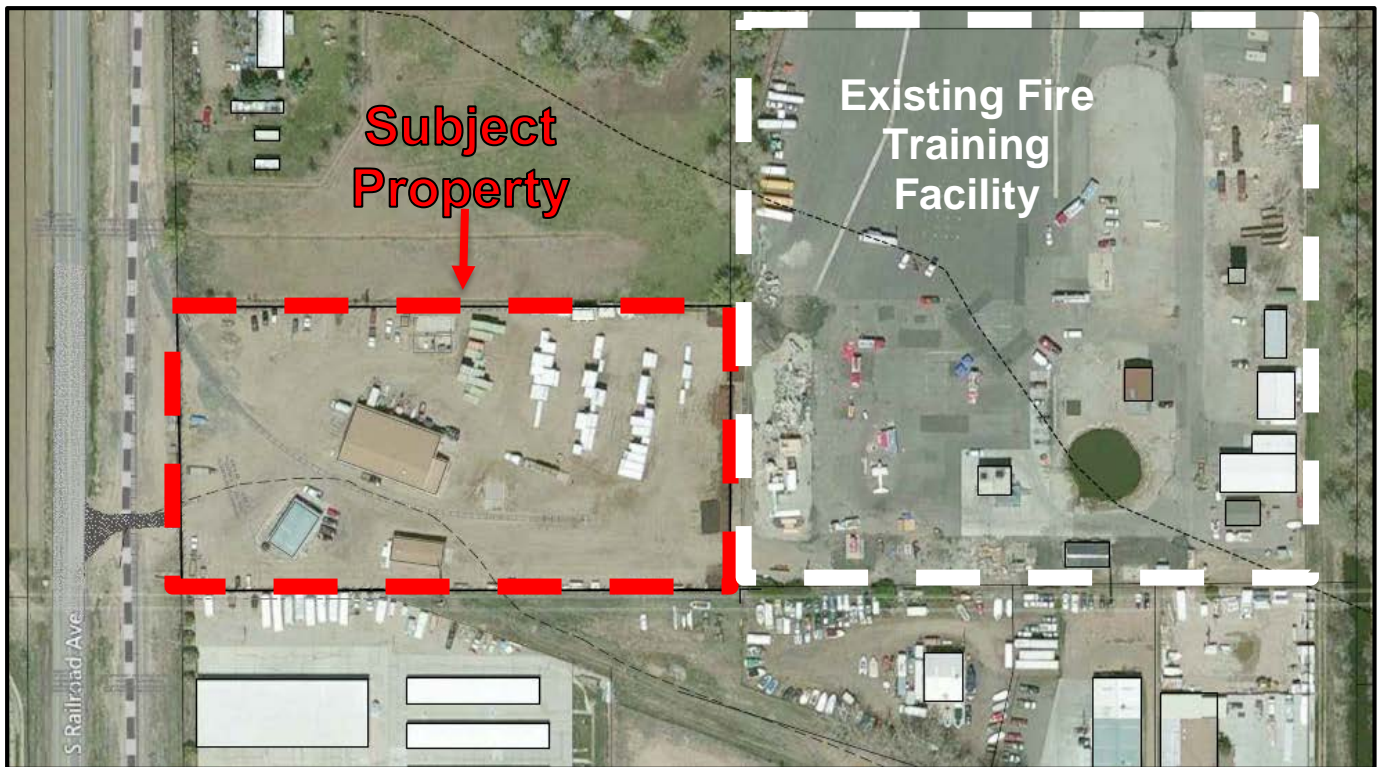 Subject
Property
Existing Fire
Training
Facility
S Railroad Ave